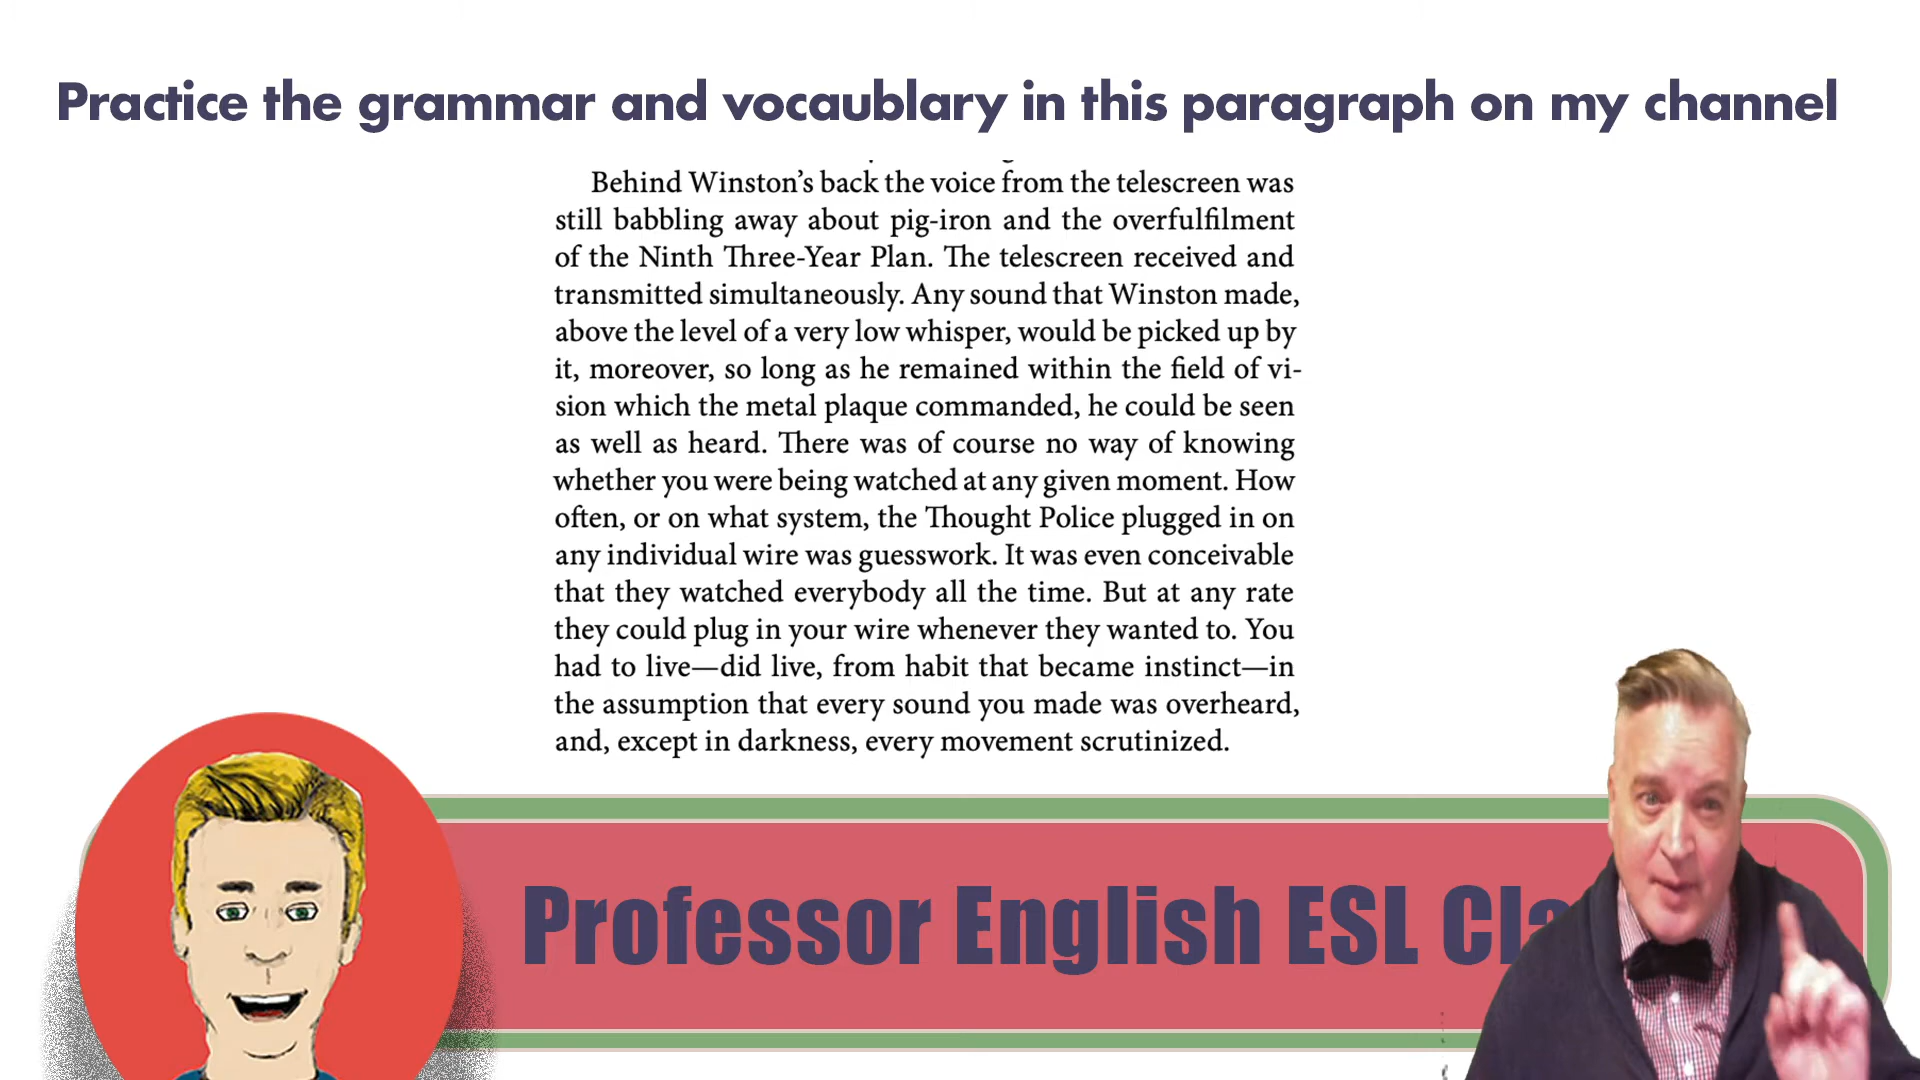 Practice the grammar and vocaublary in this paragraph on my channel
Behind Winston’s back the voice from the telescreen was
still babbling away about pig-iron and the overfulfilment
of the Ninth Three-Year Plan. The telescreen received and
transmitted simultaneously. Any sound that Winston made,
above the level of a very low whisper, would be picked up by
it, moreover, so long as he remained within the field of vi-
sion which the metal plaque commanded, he could be seen
as well as heard. There was of course no way of knowing
whether you were being watched at any given moment. How
often, or on what system, the Thought Police plugged in on
any individual wire was guesswork. It was even conceivable
that they watched everybody all the time. But at any rate
they could plug in your wire whenever they wanted to. You
had to live—did live, from habit that became instinct—in
the assumption that every sound you made was overheard,
and, except in darkness, every movement scrutinized.
Professor English ESL